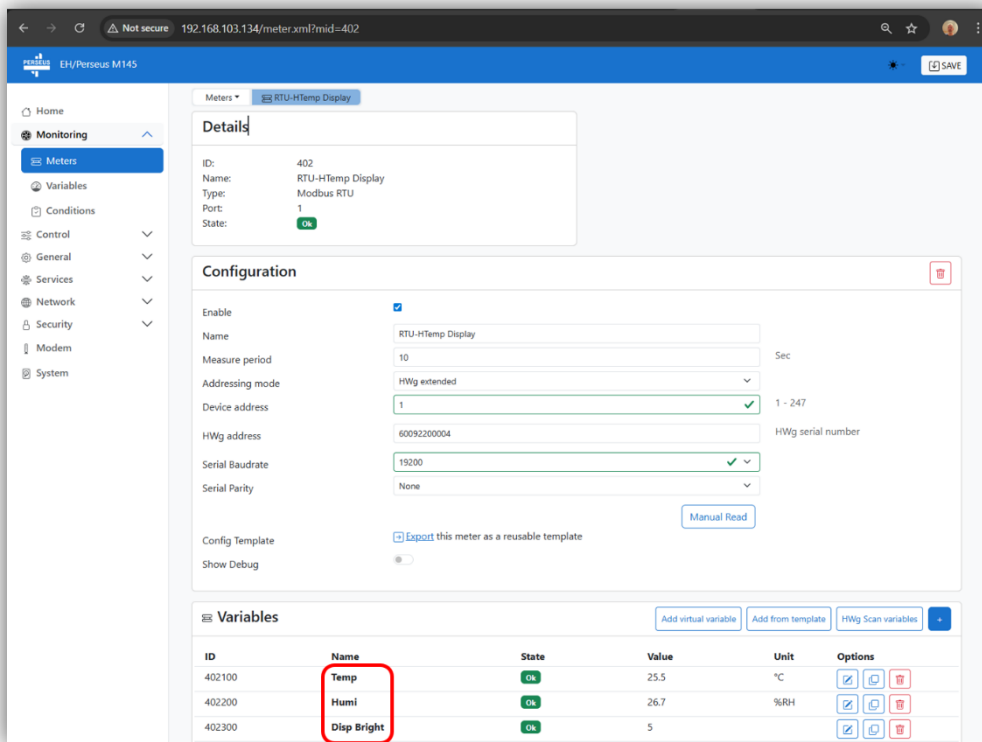 Not secure 192.168.103.134/meter.xml?mid=402
PERSEUS EH/Perseus M145 SAVE
Home
Monitoring
Meters
Variables
Conditions
Control
General
Services
Network
Security
Modem
System
Meters RTU-HTemp Display
Details
ID: 402
Name: RTU-HTemp Display
Type: Modbus RTU
Port: 1
State: Ok
Configuration
Enable
Name RTU-HTemp Display
Measure period 10 Sec
Addressing mode HWg extended
Device address 1 1 - 247
HWg address 60092200004 HWg serial number
Serial Baudrate 19200
Serial Parity None
Manual Read
Config Template Export this meter as a reusable template
Show Debug
Variables Add virtual variable Add from template HWg Scan variables +
ID Name State Value Unit Options
402100 Temp Ok 25.5 °C
402200 Humi Ok 26.7 %RH
402300 Disp Bright Ok 5